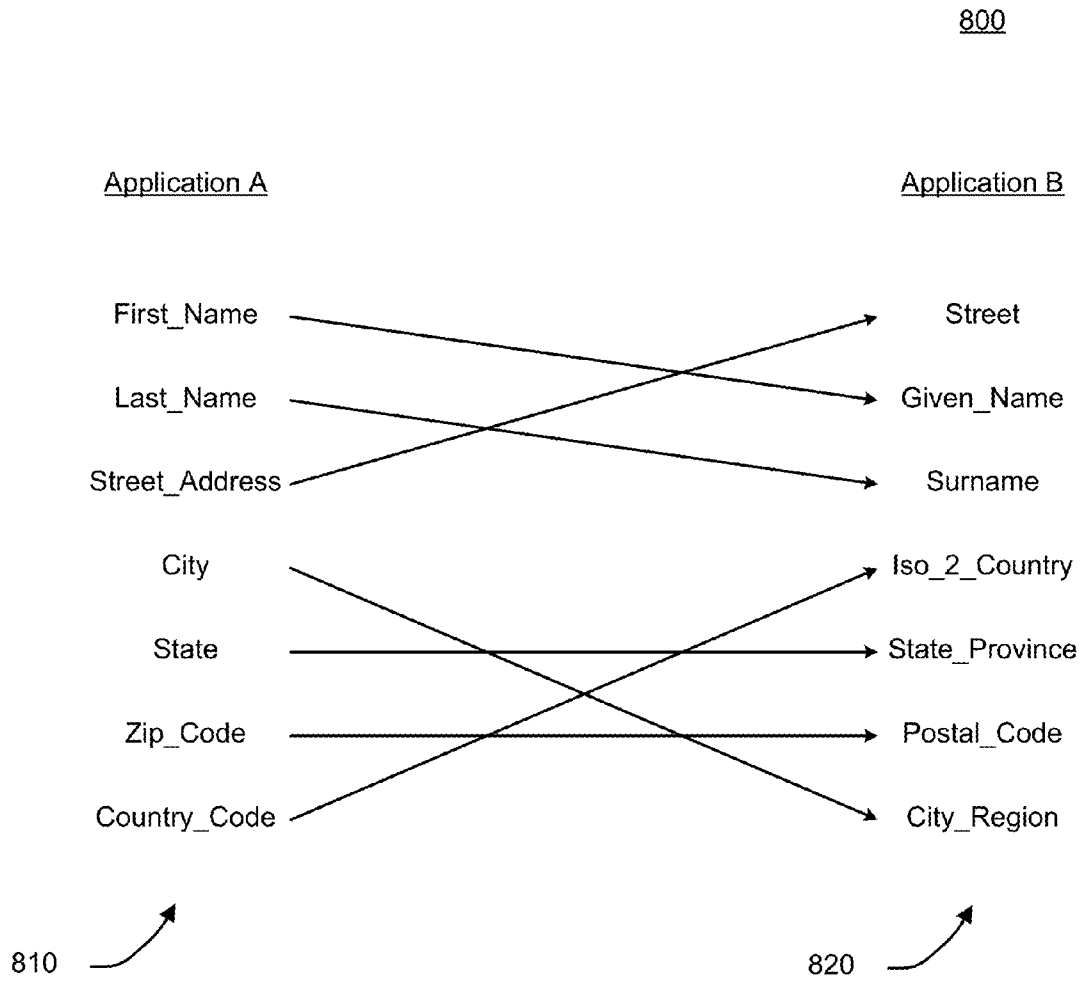 800
Application A Application B
First_Name Street
Last_Name Given_Name
Street_Address Surname
City Iso_2_Country
State State_Province
Zip_Code Postal_Code
Country_Code City_Region
810 820